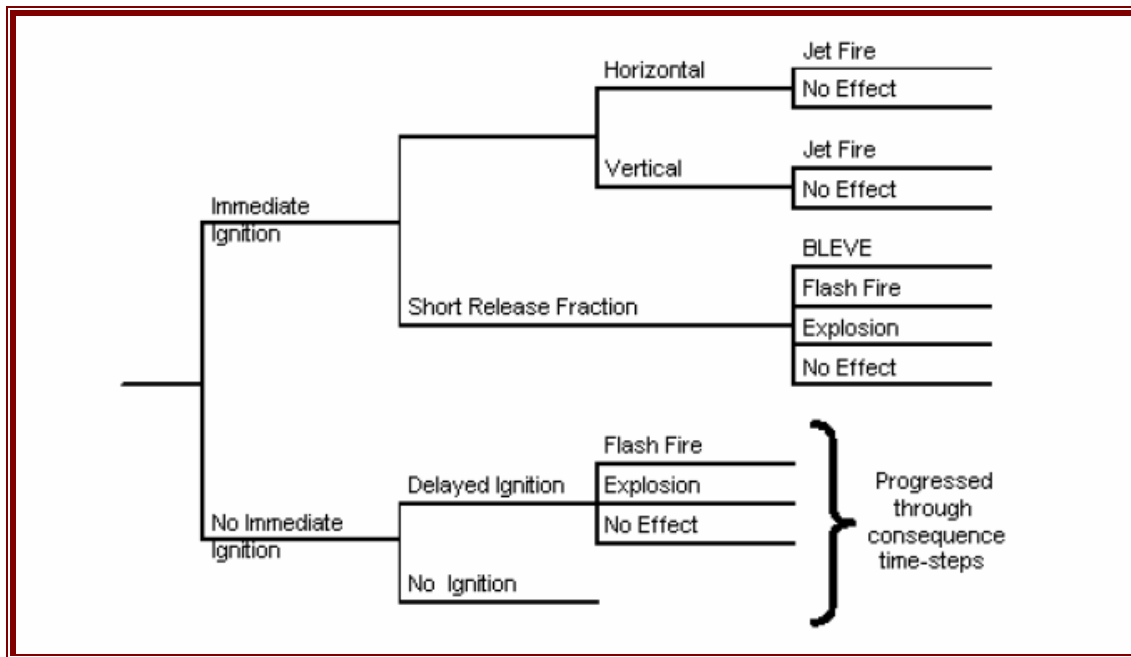 Jet Fire
Horizontal
No Effect
Jet Fire
Vertical
No Effect
Immediate
Ignition
BLEVE
Flash Fire
Short Release Fraction
Explosion
No Effect
Flash Fire
Delayed Ignition
Explosion
No Effect
No Immediate
Ignition
No Ignition
Progressed
through
consequence
time-steps